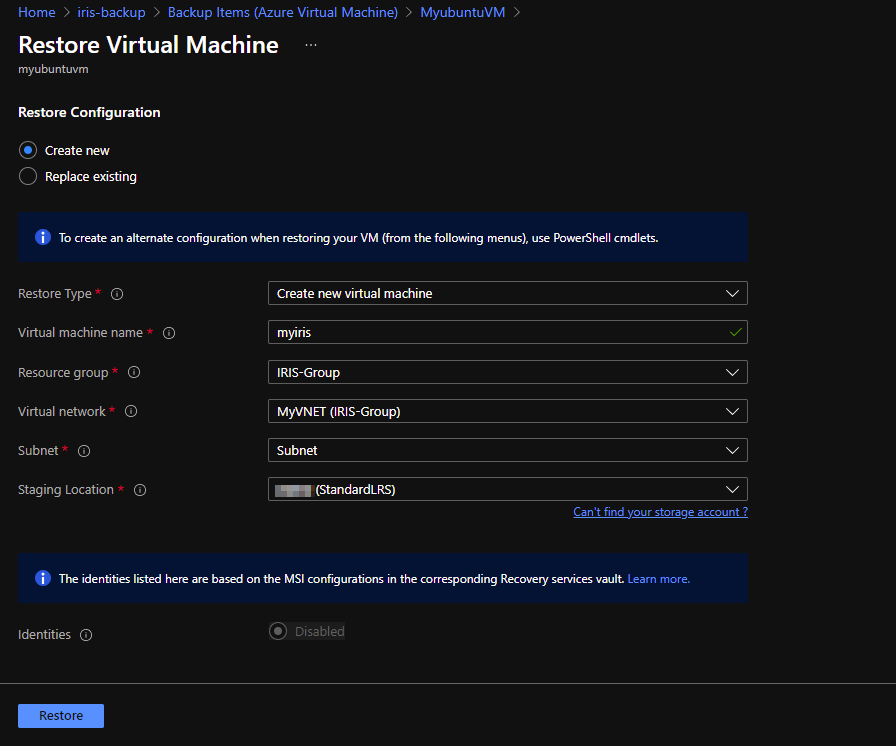 Home > iris-backup > Backup Items (Azure Virtual Machine) > MyubuntuVM >
Restore Virtual Machine ...
myubuntuvm
Restore Configuration
Create new
Replace existing
To create an alternate configuration when restoring your VM (from the following menus), use PowerShell cmdlets.
Restore Type * Create new virtual machine
Virtual machine name * myiris
Resource group * IRIS-Group
Virtual network * MyVNET (IRIS-Group)
Subnet * Subnet
Staging Location * (StandardLRS)
Can't find your storage account ?
The identities listed here are based on the MSI configurations in the corresponding Recovery services vault. Learn more.
Identities Disabled
Restore